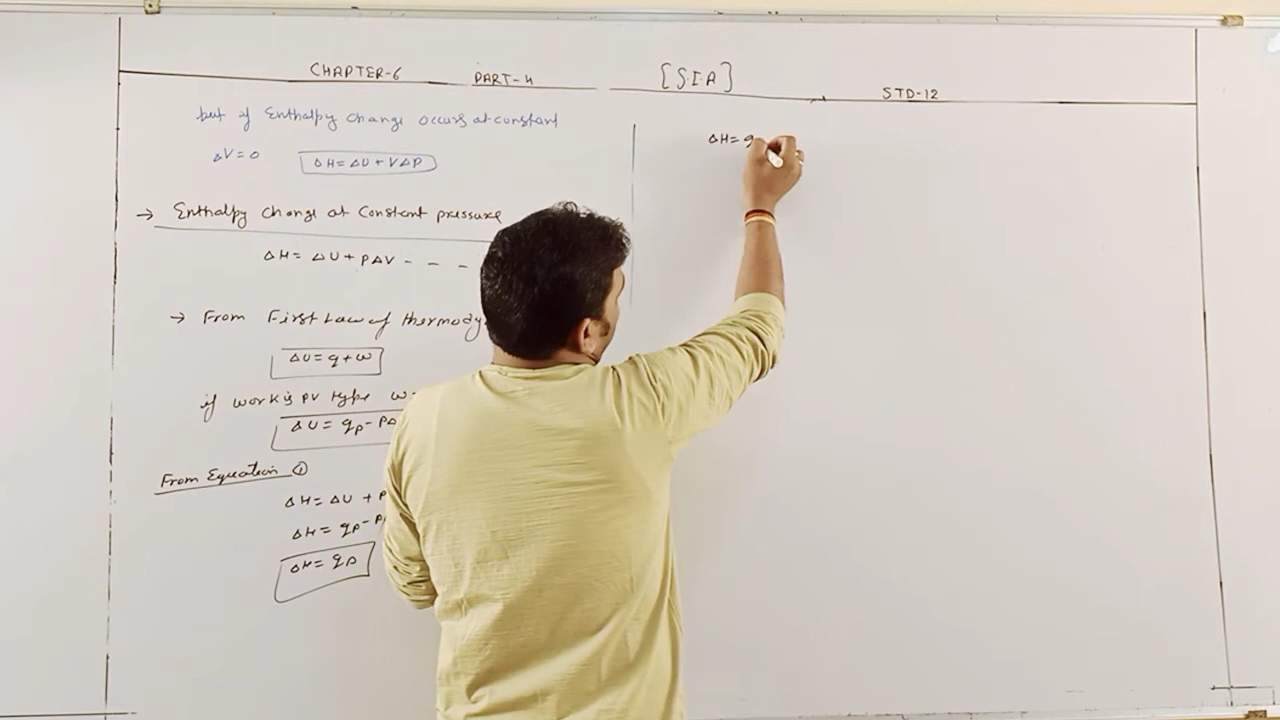 CHAPTER-6 PART-4 [S.I.A] STD-12
but if Enthalpy change occurs at constant
ΔV=0 ΔH=ΔU+VΔP
→ Enthalpy change at constant pressure
ΔH= ΔU+PΔV - - -
→ From First Law of thermody
ΔU=q+w
if work is PV type w
ΔU= qp-PΔ
From Equation ①
ΔH=ΔU +P
ΔH= qp-P
ΔH= qp
ΔH= q